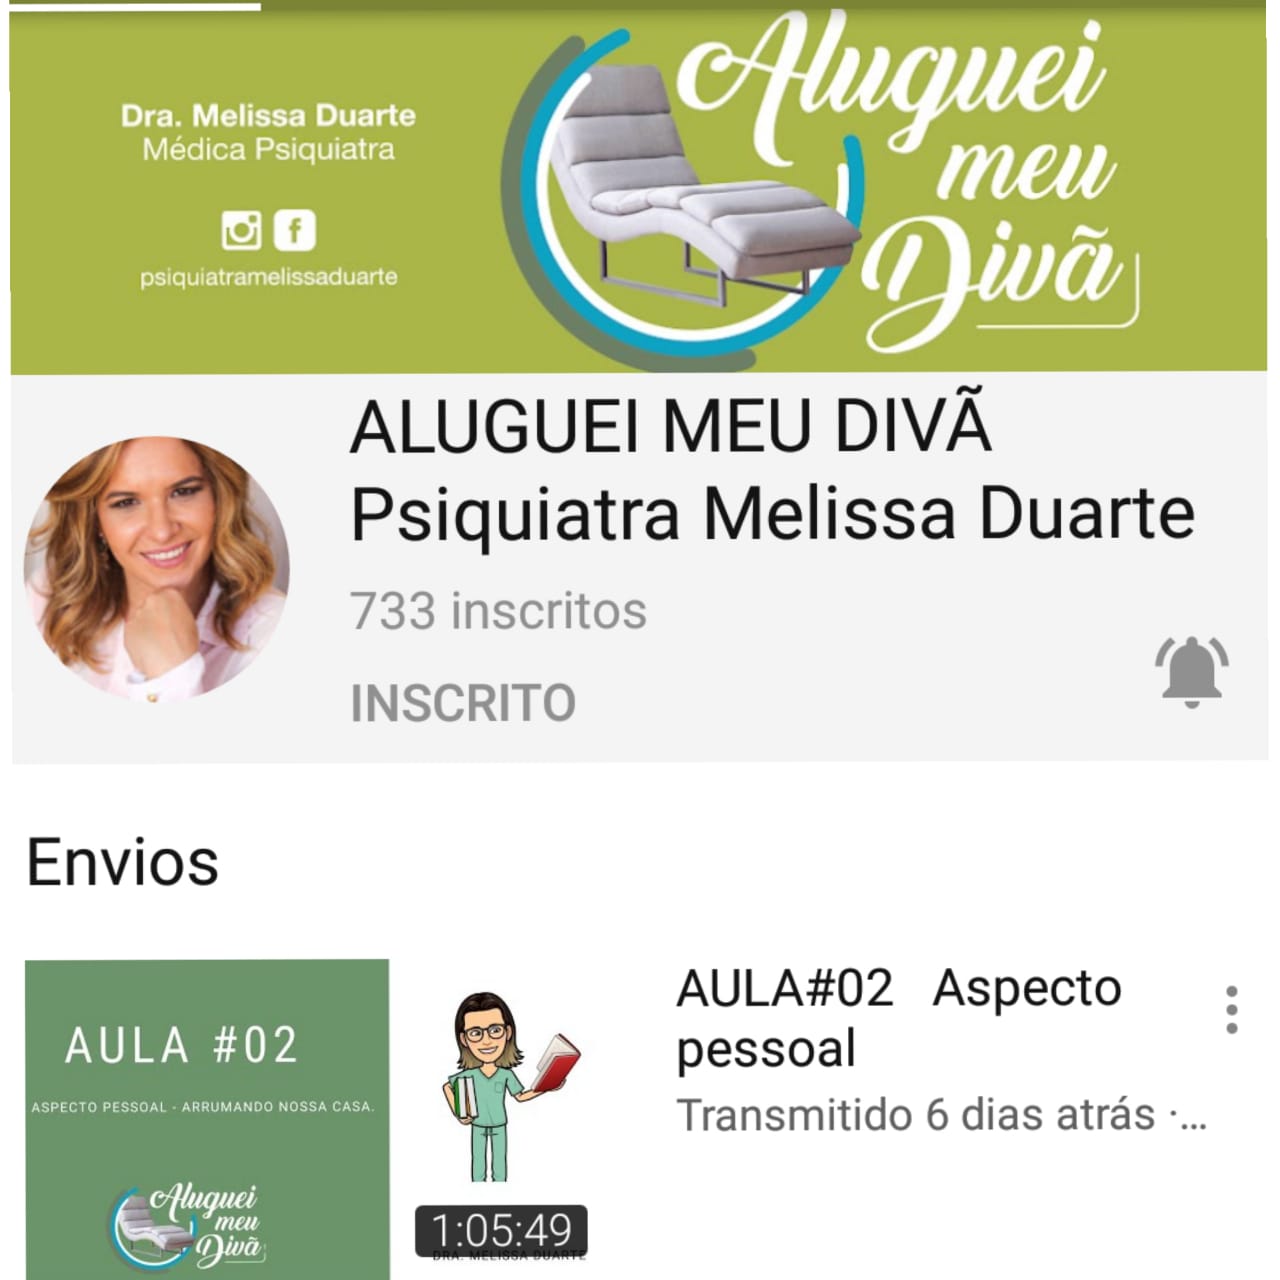 Dra. Melissa Duarte
Médica Psiquiatra
psiquiatramelissaduarte
Aluguei
meu
Divã
ALUGUEI MEU DIVÃ
Psiquiatra Melissa Duarte
733 inscritos
INSCRITO
Envios
AULA #02
ASPECTO PESSOAL - ARRUMANDO NOSSA CASA.
Aluguei
meu
Divã
1:05:49
DRA. MELISSA DUARTE
AULA#02 Aspecto
pessoal
Transmitido 6 dias atrás ·...